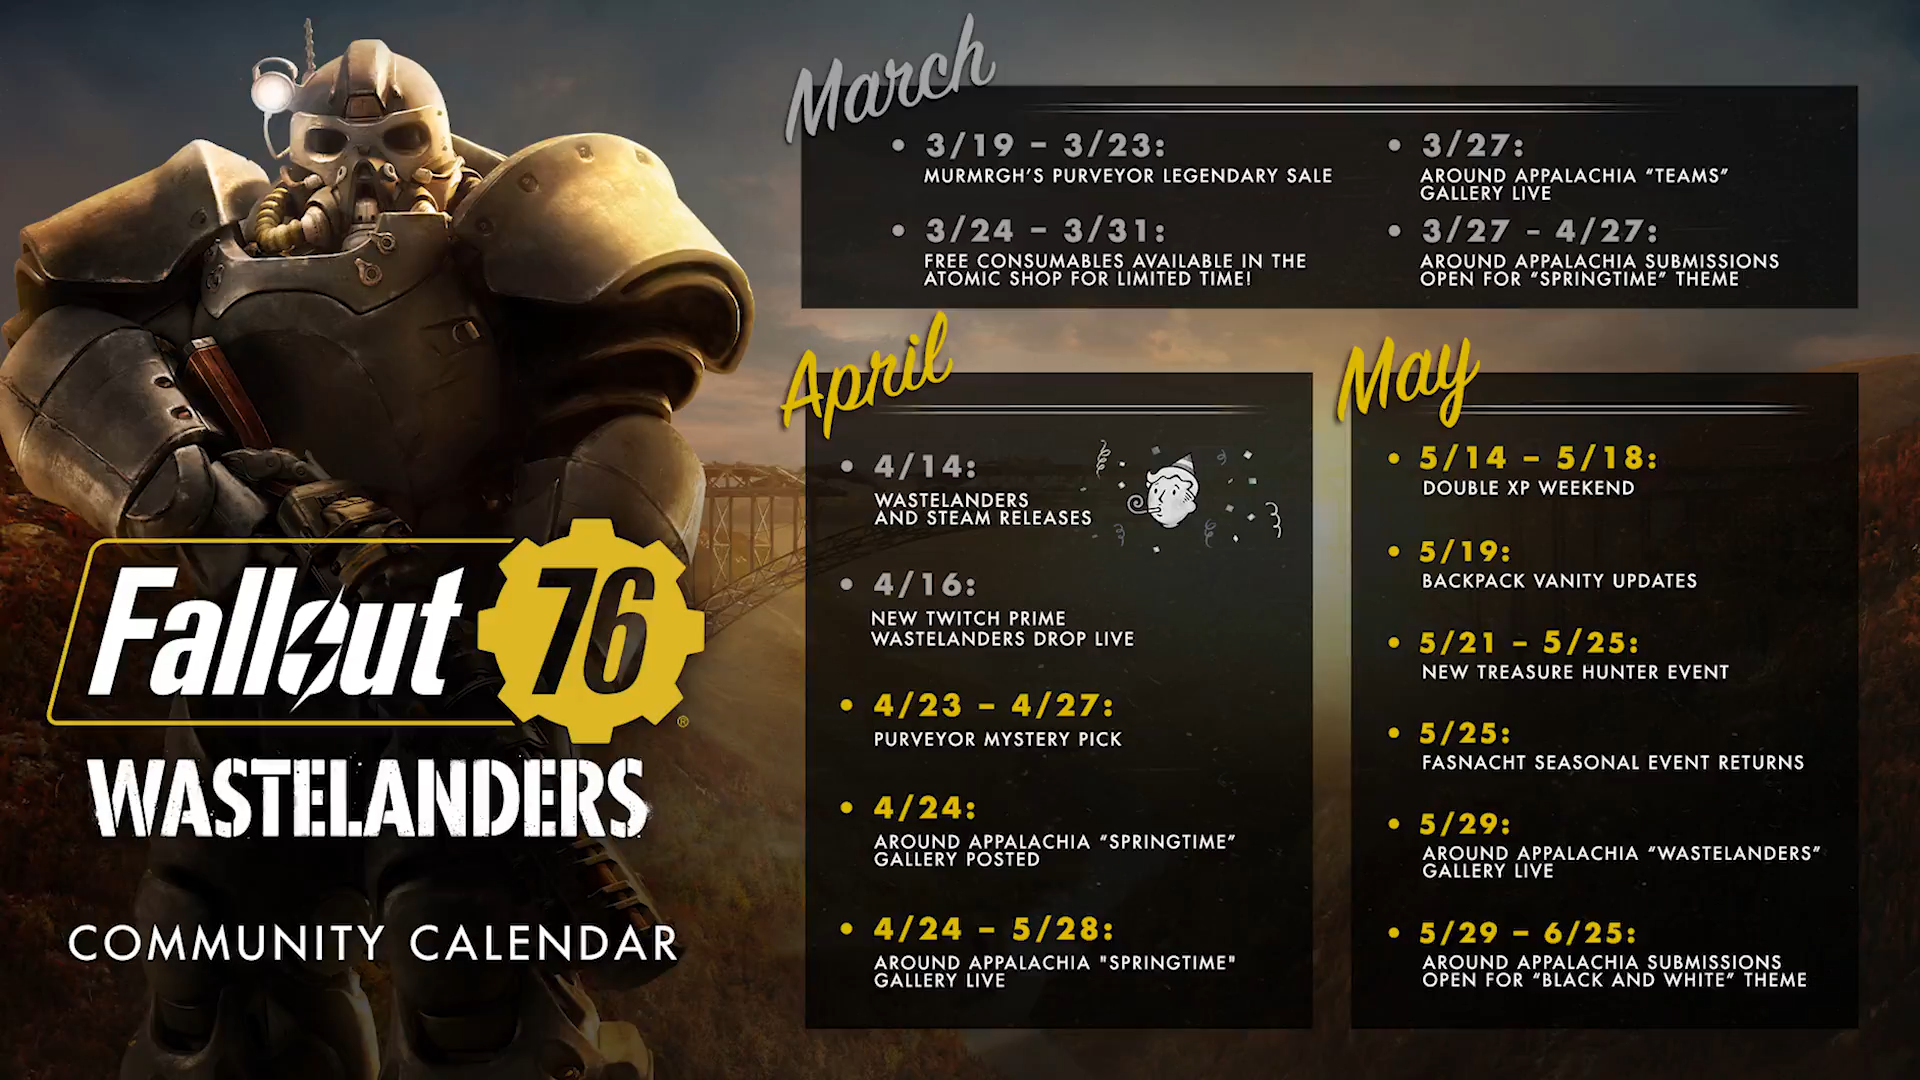 March
• 3/19 – 3/23:
MURMRGH'S PURVEYOR LEGENDARY SALE
• 3/24 – 3/31:
FREE CONSUMABLES AVAILABLE IN THE
ATOMIC SHOP FOR LIMITED TIME!
• 3/27:
AROUND APPALACHIA “TEAMS”
GALLERY LIVE
• 3/27 – 4/27:
AROUND APPALACHIA SUBMISSIONS
OPEN FOR “SPRINGTIME” THEME
April
• 4/14:
WASTELANDERS
AND STEAM RELEASES
• 4/16:
NEW TWITCH PRIME
WASTELANDERS DROP LIVE
• 4/23 – 4/27:
PURVEYOR MYSTERY PICK
• 4/24:
AROUND APPALACHIA “SPRINGTIME”
GALLERY POSTED
• 4/24 – 5/28:
AROUND APPALACHIA "SPRINGTIME"
GALLERY LIVE
May
• 5/14 – 5/18:
DOUBLE XP WEEKEND
• 5/19:
BACKPACK VANITY UPDATES
• 5/21 – 5/25:
NEW TREASURE HUNTER EVENT
• 5/25:
FASNACHT SEASONAL EVENT RETURNS
• 5/29:
AROUND APPALACHIA “WASTELANDERS”
GALLERY LIVE
• 5/29 – 6/25:
AROUND APPALACHIA SUBMISSIONS
OPEN FOR “BLACK AND WHITE” THEME
Fallout 76®
WASTELANDERS
COMMUNITY CALENDAR